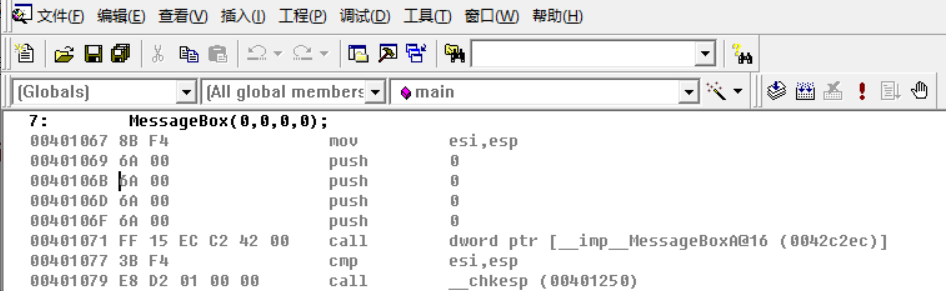 文件(F) 编辑(E) 查看(V) 插入(I) 工程(P) 调试(D) 工具(T) 窗口(W) 帮助(H)
(Globals) (All global members main
7: MessageBox(0,0,0,0);
00401067 8B F4 mov esi,esp
00401069 6A 00 push 0
0040106B 6A 00 push 0
0040106D 6A 00 push 0
0040106F 6A 00 push 0
00401071 FF 15 EC C2 42 00 call dword ptr [__imp__MessageBoxA@16 (0042c2ec)]
00401077 3B F4 cmp esi,esp
00401079 E8 D2 01 00 00 call __chkesp (00401250)